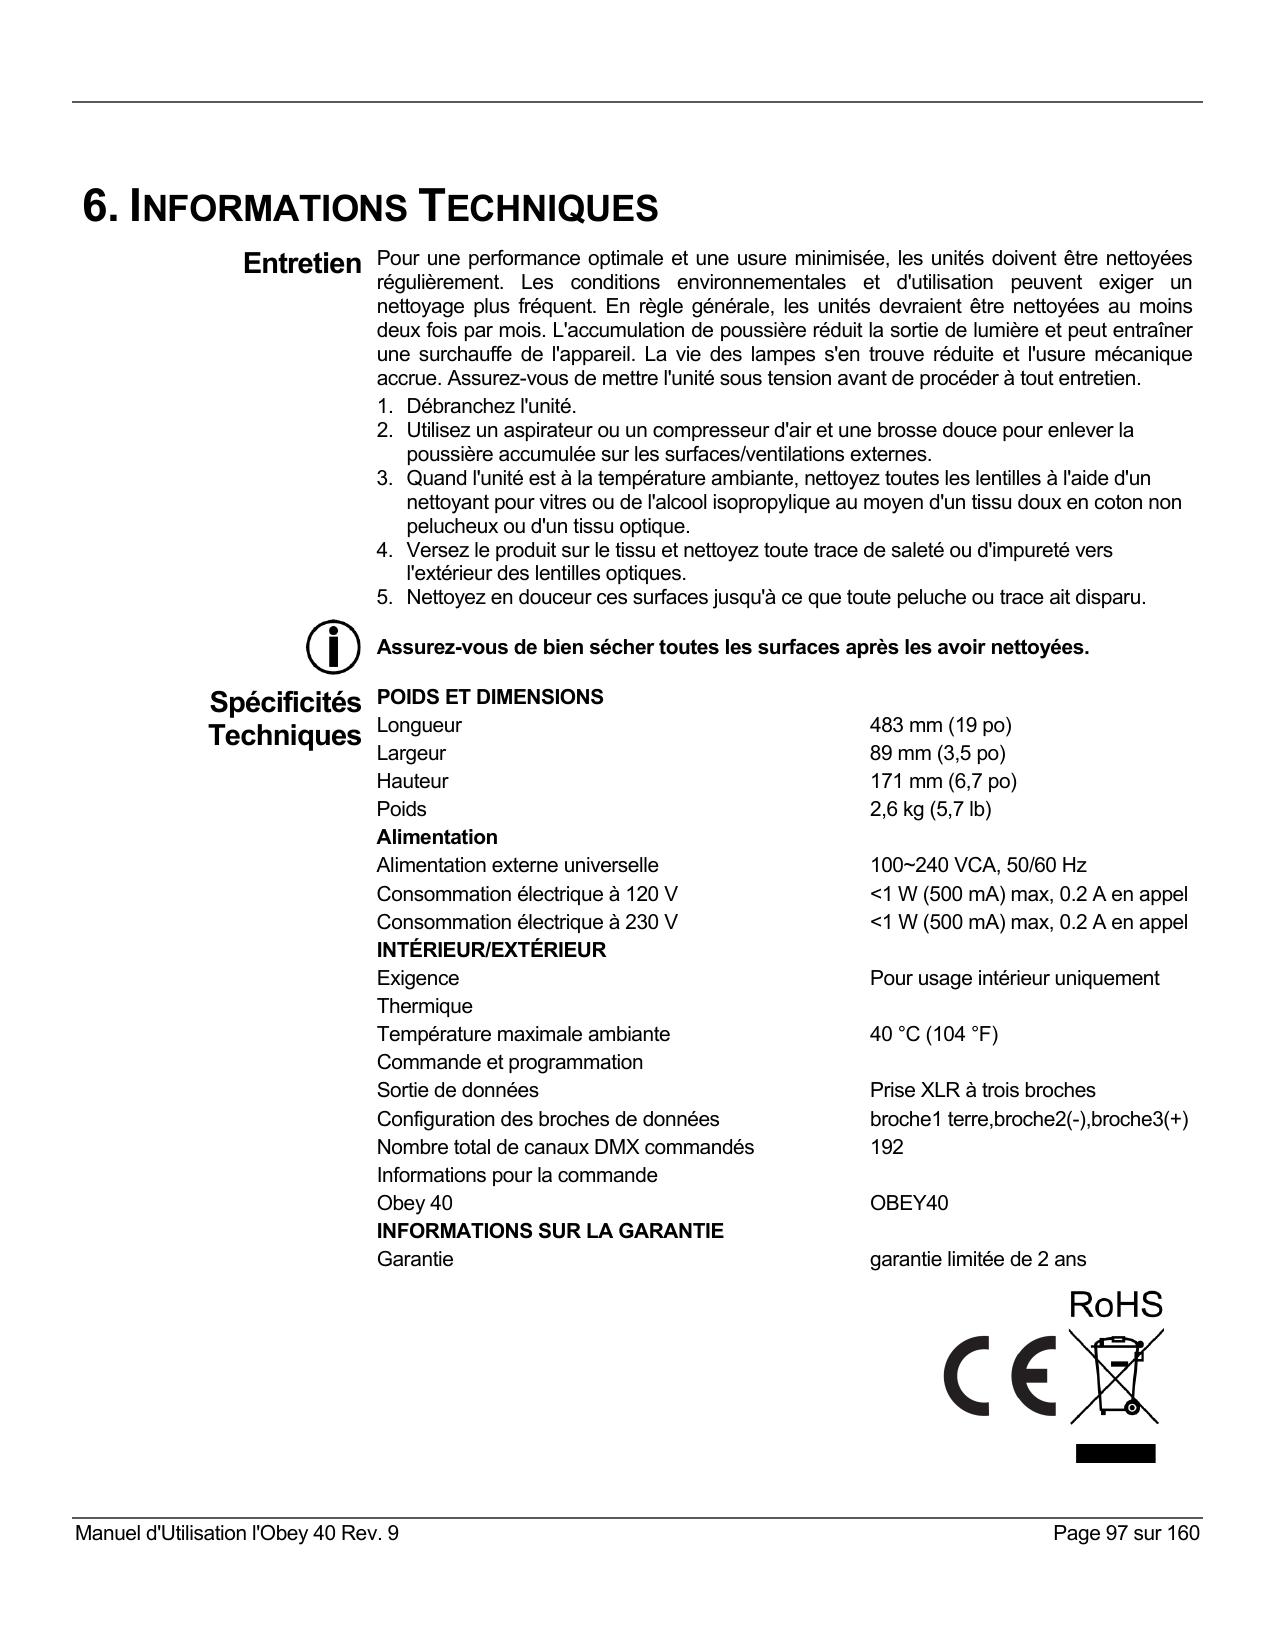 6. INFORMATIONS TECHNIQUES
Entretien
Pour une performance optimale et une usure minimisée, les unités doivent être nettoyées
régulièrement. Les conditions environnementales et d'utilisation peuvent exiger un
nettoyage plus fréquent. En règle générale, les unités devraient être nettoyées au moins
deux fois par mois. L'accumulation de poussière réduit la sortie de lumière et peut entraîner
une surchauffe de l'appareil. La vie des lampes s'en trouve réduite et l'usure mécanique
accrue. Assurez-vous de mettre l'unité sous tension avant de procéder à tout entretien.
1. Débranchez l'unité.
2. Utilisez un aspirateur ou un compresseur d'air et une brosse douce pour enlever la
poussière accumulée sur les surfaces/ventilations externes.
3. Quand l'unité est à la température ambiante, nettoyez toutes les lentilles à l'aide d'un
nettoyant pour vitres ou de l'alcool isopropylique au moyen d'un tissu doux en coton non
pelucheux ou d'un tissu optique.
4. Versez le produit sur le tissu et nettoyez toute trace de saleté ou d'impureté vers
l'extérieur des lentilles optiques.
5. Nettoyez en douceur ces surfaces jusqu'à ce que toute peluche ou trace ait disparu.
Assurez-vous de bien sécher toutes les surfaces après les avoir nettoyées.
Spécificités
Techniques
POIDS ET DIMENSIONS
Longueur 483 mm (19 po)
Largeur 89 mm (3,5 po)
Hauteur 171 mm (6,7 po)
Poids 2,6 kg (5,7 lb)
Alimentation
Alimentation externe universelle 100~240 VCA, 50/60 Hz
Consommation électrique à 120 V <1 W (500 mA) max, 0.2 A en appel
Consommation électrique à 230 V <1 W (500 mA) max, 0.2 A en appel
INTÉRIEUR/EXTÉRIEUR
Exigence Pour usage intérieur uniquement
Thermique
Température maximale ambiante 40 °C (104 °F)
Commande et programmation
Sortie de données Prise XLR à trois broches
Configuration des broches de données broche1 terre,broche2(-),broche3(+)
Nombre total de canaux DMX commandés 192
Informations pour la commande
Obey 40 OBEY40
INFORMATIONS SUR LA GARANTIE
Garantie garantie limitée de 2 ans
RoHS
CE
Manuel d'Utilisation l'Obey 40 Rev. 9 Page 97 sur 160